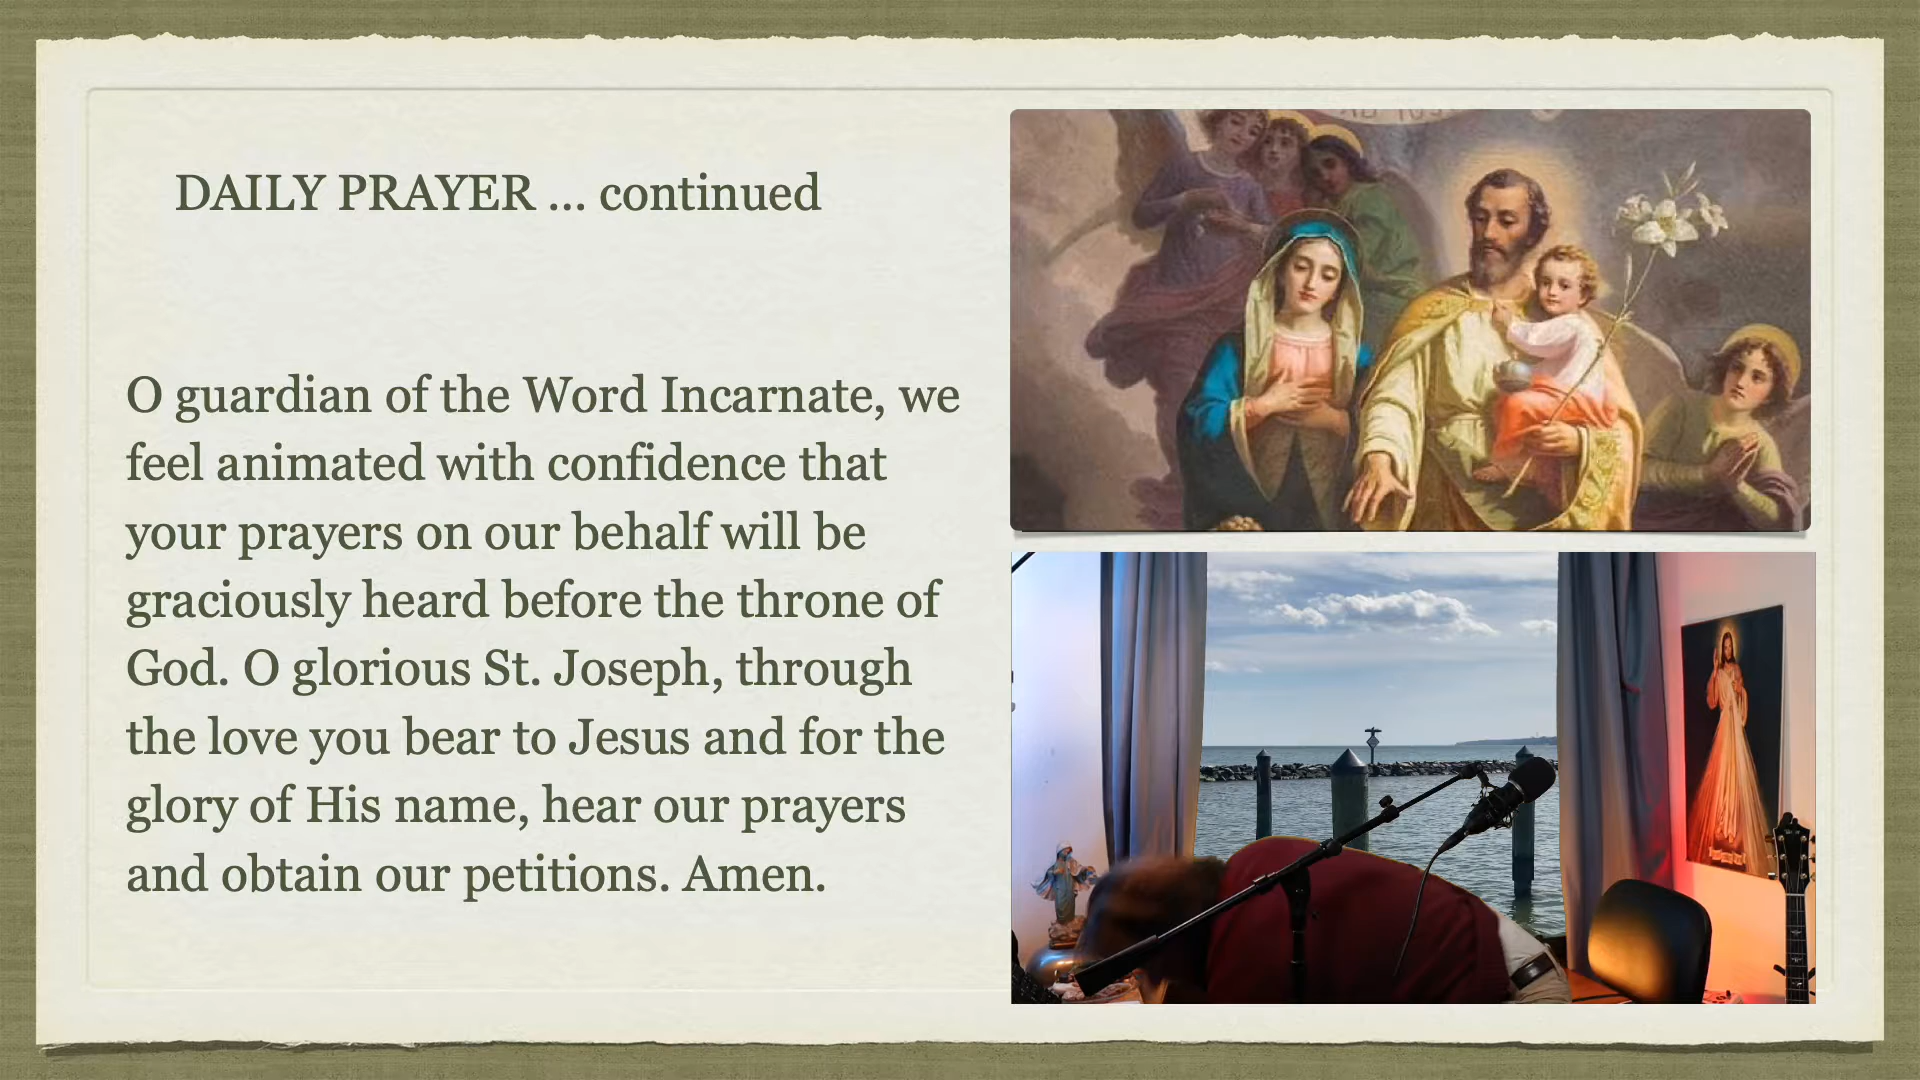 DAILY PRAYER ... continued
O guardian of the Word Incarnate, we
feel animated with confidence that
your prayers on our behalf will be
graciously heard before the throne of
God. O glorious St. Joseph, through
the love you bear to Jesus and for the
glory of His name, hear our prayers
and obtain our petitions. Amen.